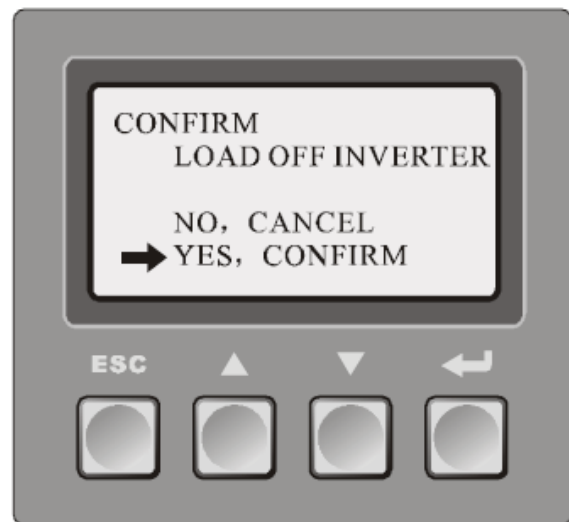 CONFIRM
LOAD OFF INVERTER
NO, CANCEL
YES, CONFIRM
ESC